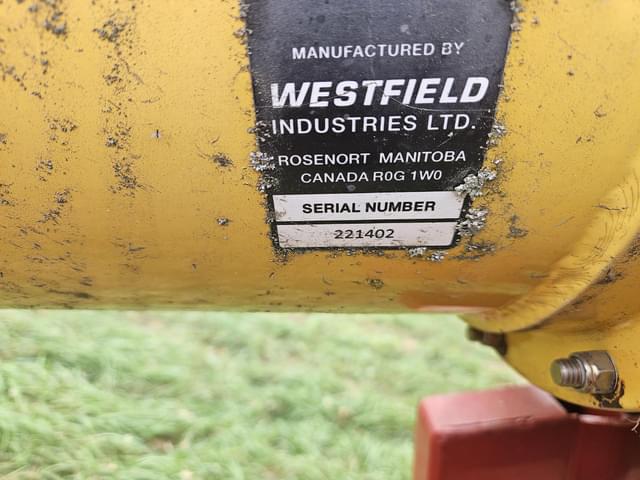 MANUFACTURED BY
WESTFIELD
INDUSTRIES LTD.
ROSENORT MANITOBA
CANADA R0G 1W0
SERIAL NUMBER
221402